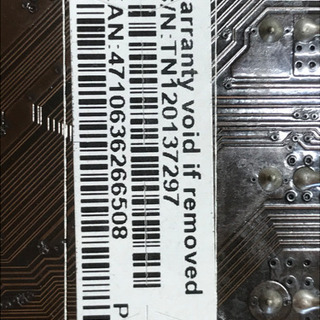 arranty void if removed
/N:TN120137297
AN:4710636266508
P